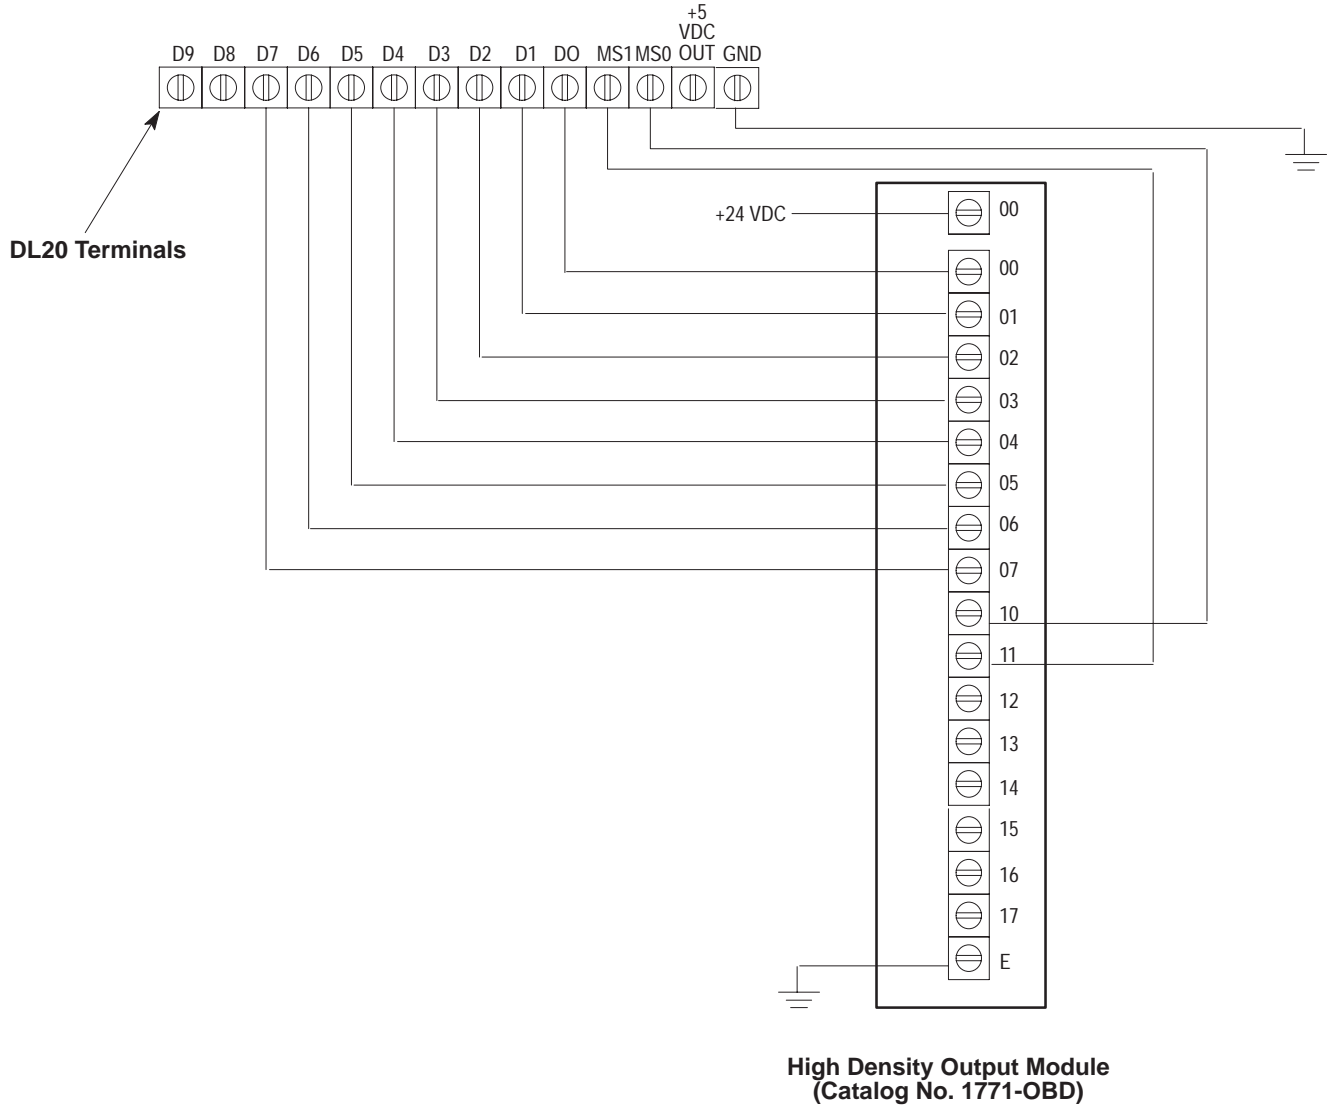 +5
VDC
D9 D8 D7 D6 D5 D4 D3 D2 D1 DO MS1 MS0 OUT GND
+24 VDC 00
DL20 Terminals
00
01
02
03
04
05
06
07
10
11
12
13
14
15
16
17
E
High Density Output Module
(Catalog No. 1771-OBD)